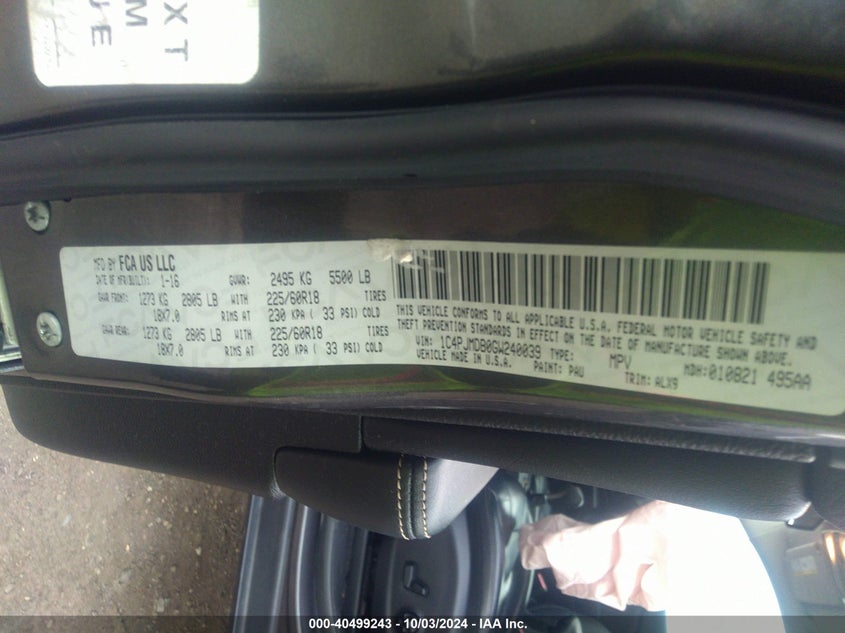 XT
M
UE
MFD BY FCA US LLC
DATE OF MFR(BUILT): 1-16 GVWR: 2495 KG 5500 LB
GAWR FRONT: 1273 KG 2805 LB WITH 225/60R18 TIRES
18X7.0 RIMS AT 230 KPA ( 33 PSI) COLD
GAWR REAR: 1273 KG 2805 LB WITH 225/60R18 TIRES
18X7.0 RIMS AT 230 KPA ( 33 PSI) COLD
THIS VEHICLE CONFORMS TO ALL APPLICABLE U.S.A. FEDERAL MOTOR VEHICLE SAFETY AND
THEFT PREVENTION STANDARDS IN EFFECT ON THE DATE OF MANUFACTURE SHOWN ABOVE.
VIN: 1C4PJMDB0GW240039 TYPE: MPV MDH:010821 495AA
VEHICLE MADE IN U.S.A. PAINT: PAU TRIM: ALX9
000-40499243 - 10/03/2024 - IAA Inc.